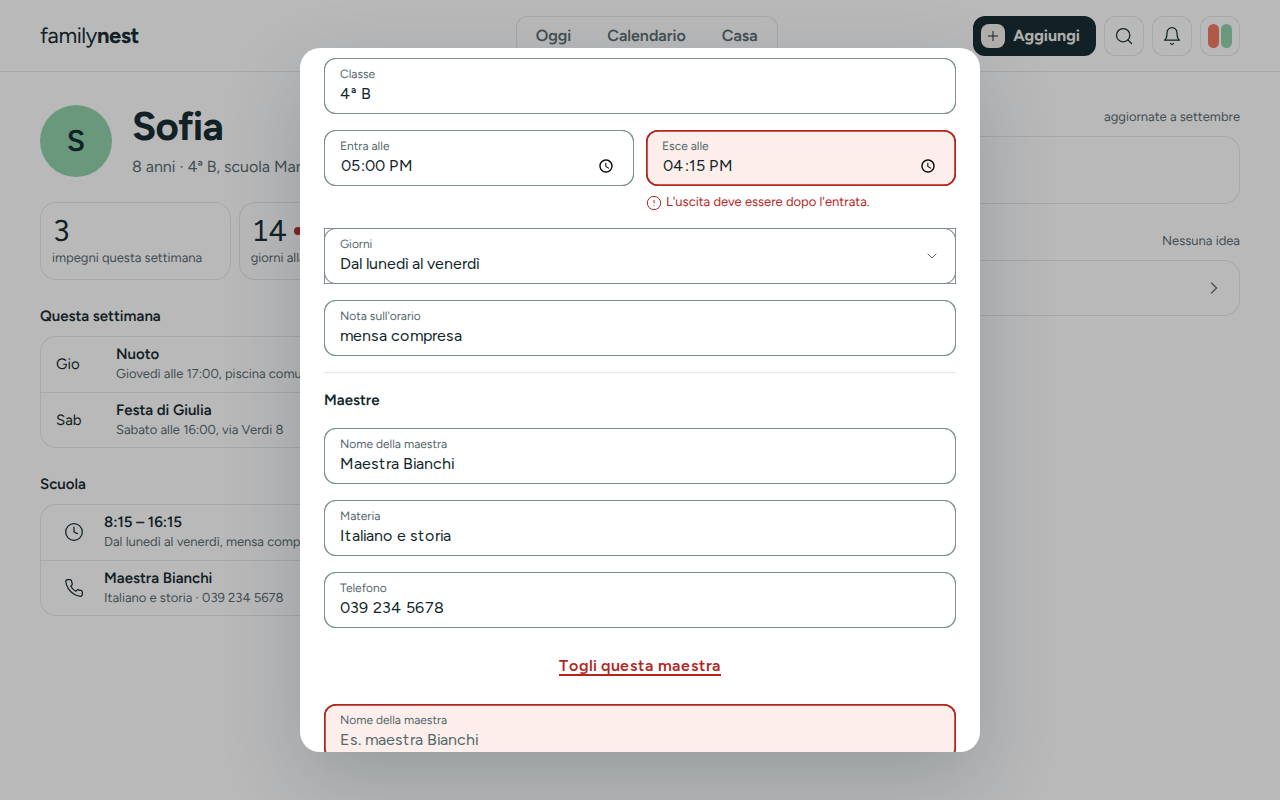 familynest
Oggi Calendario Casa
Aggiungi
S
Sofia
8 anni · 4ª B, scuola Mar
aggiornate a settembre
3
impegni questa settimana
14
giorni all
Nessuna idea
Questa settimana
Gio
Nuoto
Giovedì alle 17:00, piscina comu
Sab
Festa di Giulia
Sabato alle 16:00, via Verdi 8
Scuola
8:15 – 16:15
Dal lunedì al venerdì, mensa comp
Maestra Bianchi
Italiano e storia · 039 234 5678
Classe
4ª B
Entra alle
05:00 PM
Esce alle
04:15 PM
L'uscita deve essere dopo l'entrata.
Giorni
Dal lunedì al venerdì
Nota sull'orario
mensa compresa
Maestre
Nome della maestra
Maestra Bianchi
Materia
Italiano e storia
Telefono
039 234 5678
Togli questa maestra
Nome della maestra
Es. maestra Bianchi